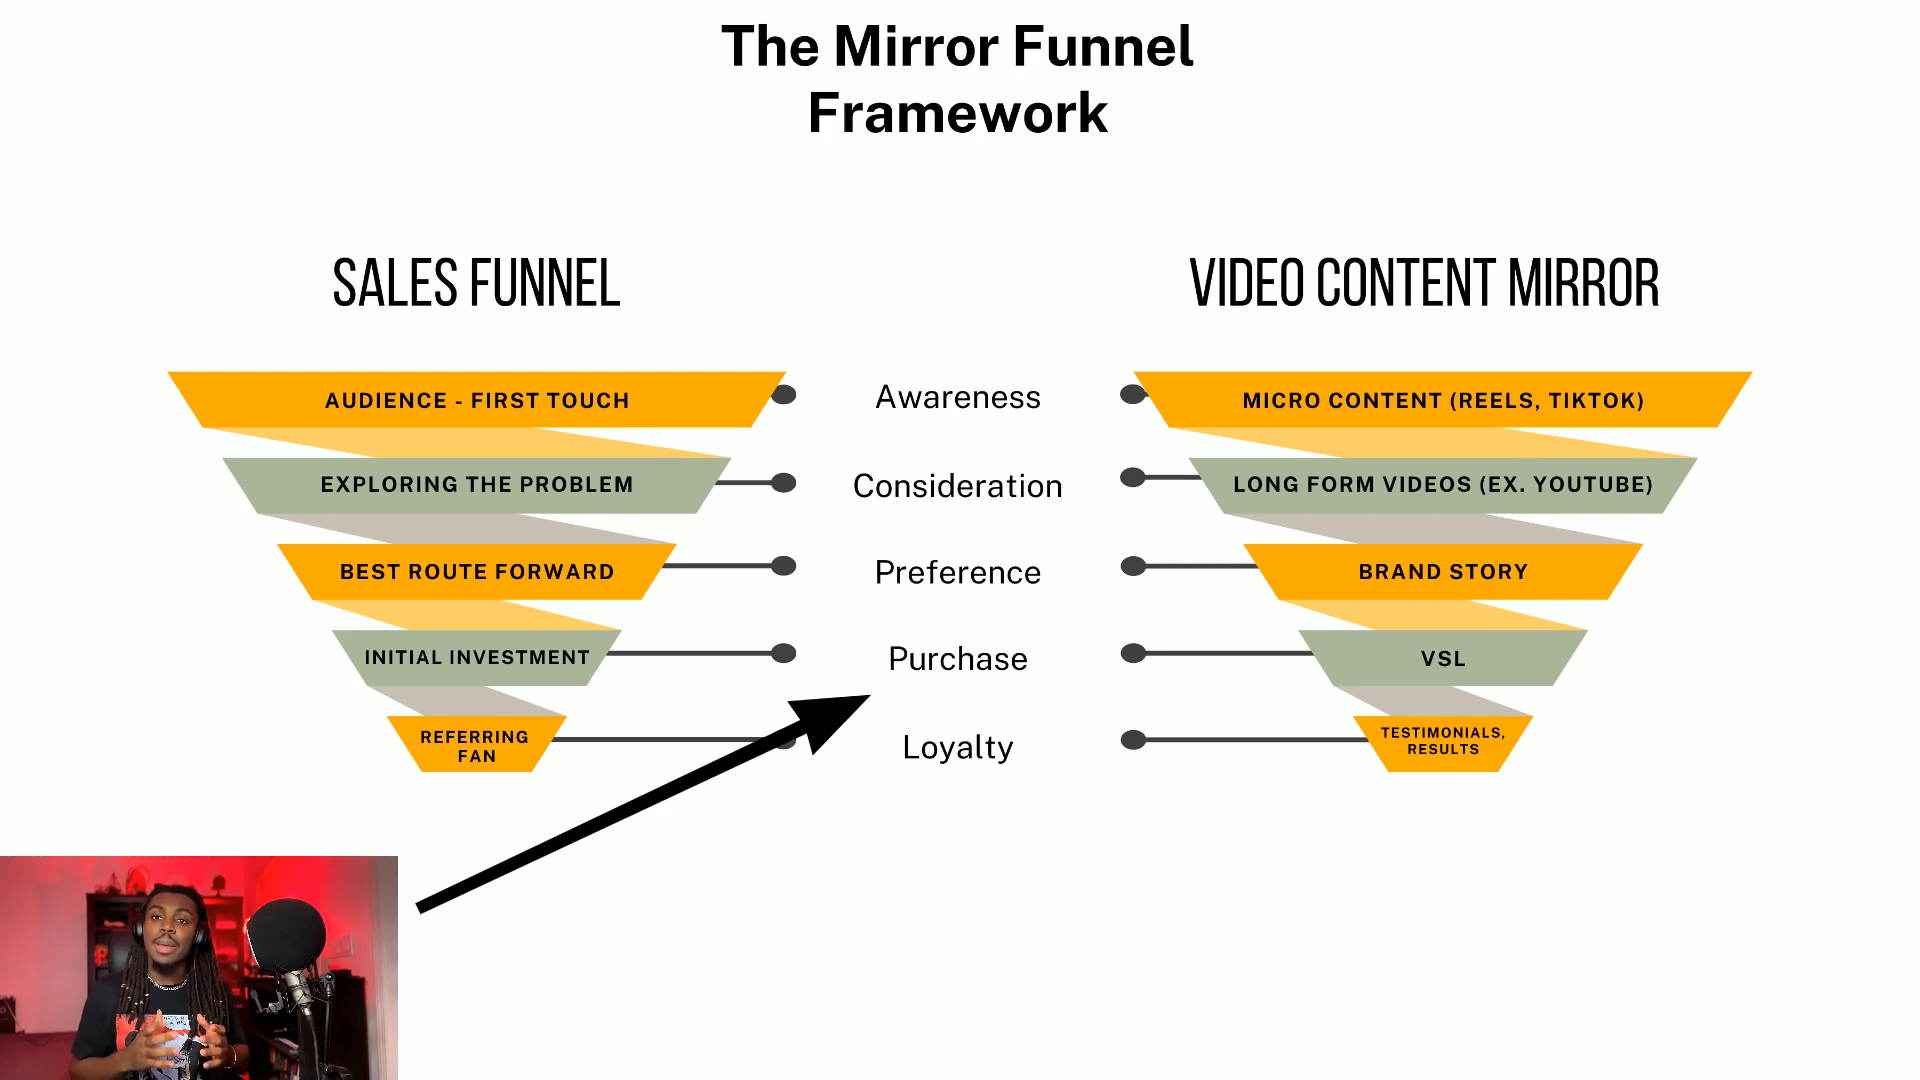 The Mirror Funnel
Framework
SALES FUNNEL
VIDEO CONTENT MIRROR
AUDIENCE - FIRST TOUCH
Awareness
MICRO CONTENT (REELS, TIKTOK)
EXPLORING THE PROBLEM
Consideration
LONG FORM VIDEOS (EX. YOUTUBE)
BEST ROUTE FORWARD
Preference
BRAND STORY
INITIAL INVESTMENT
Purchase
VSL
REFERRING
FAN
Loyalty
TESTIMONIALS,
RESULTS